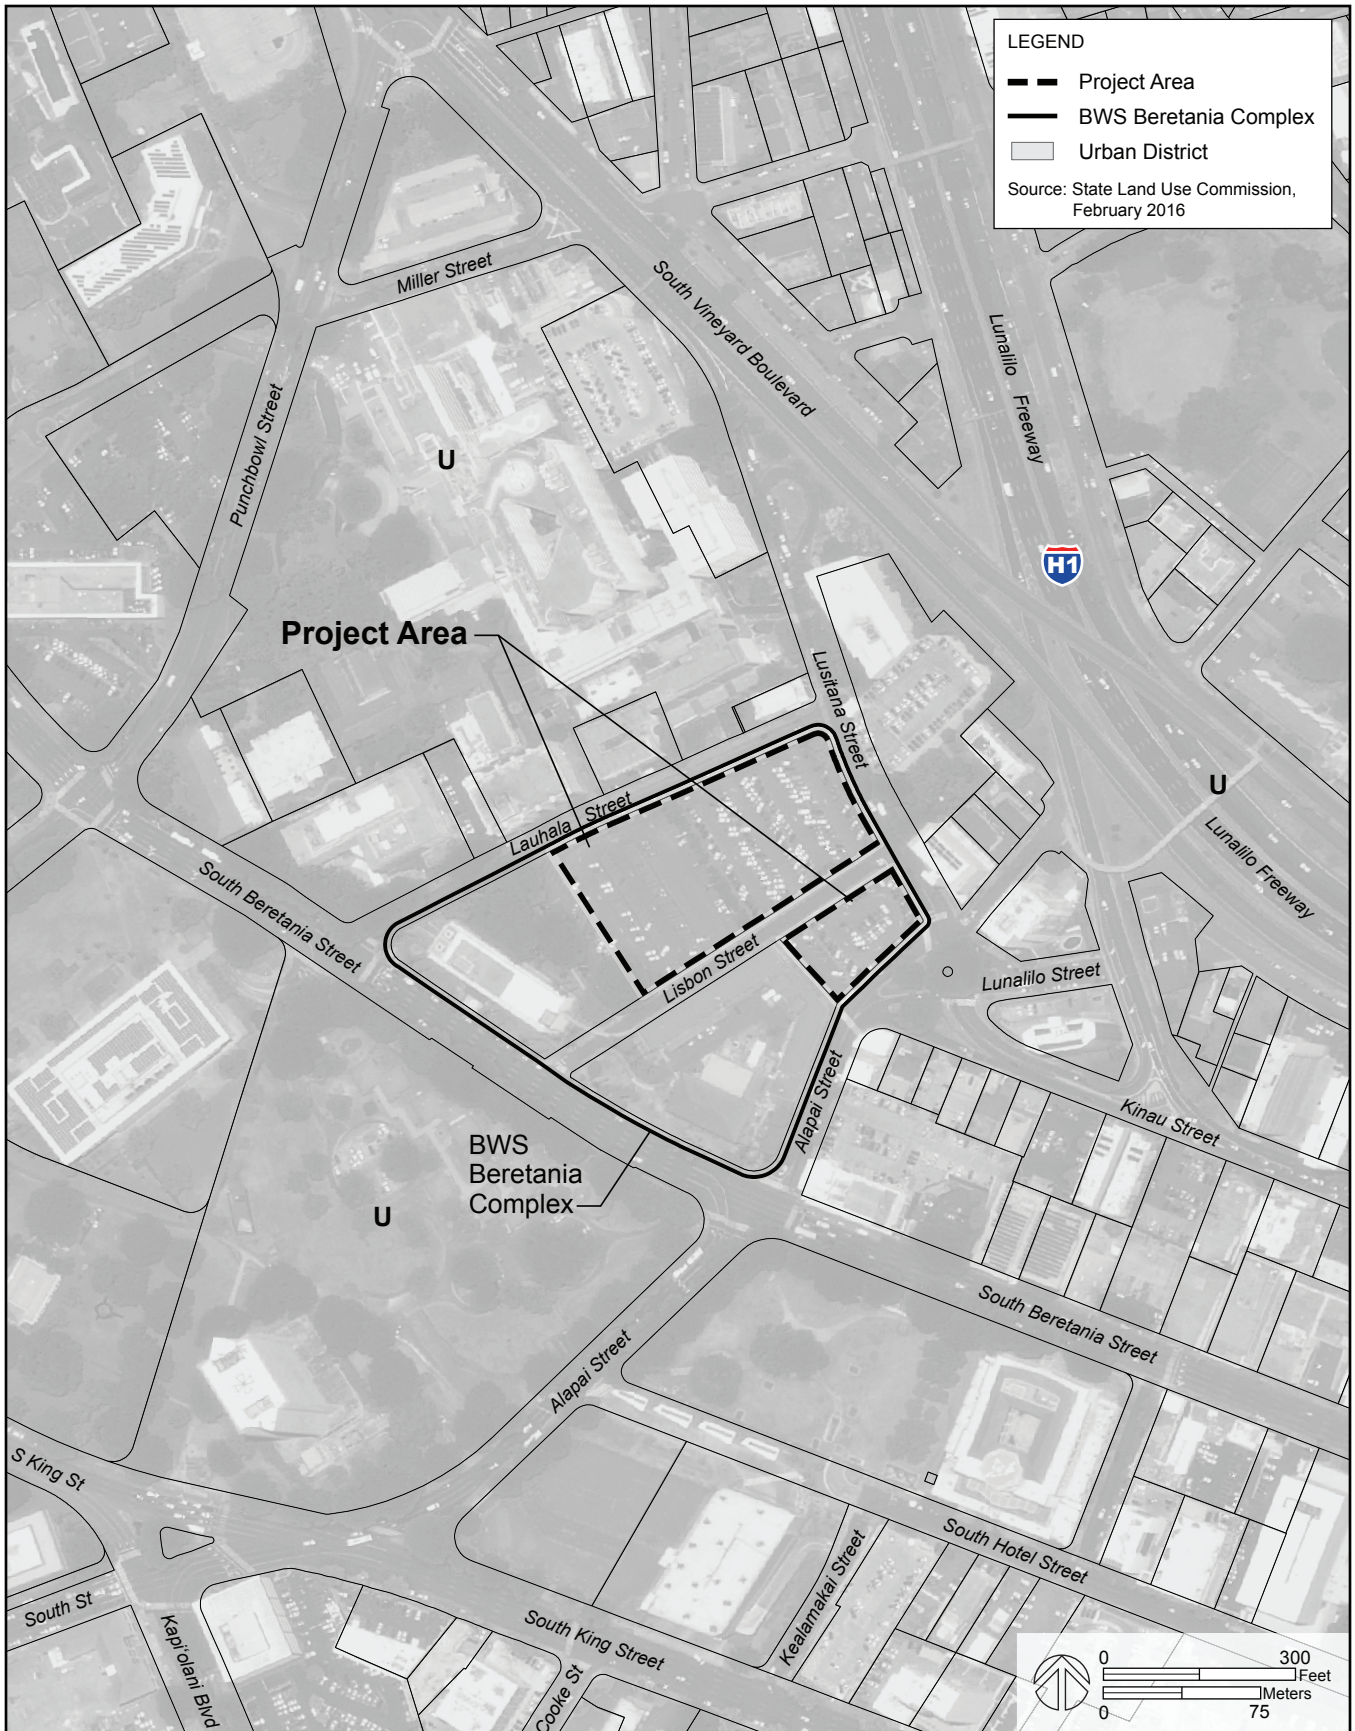 LEGEND
Project Area
BWS Beretania Complex
Urban District
Source: State Land Use Commission,
February 2016
Miller Street
South Vineyard Boulevard
Lunalilo Freeway
Punchbowl Street
U
H1
Project Area
Lusitana Street
U
Lauhala Street
Lunalilo Freeway
South Beretania Street
Lisbon Street
Lunalilo Street
Alapai Street
Kinau Street
BWS
Beretania
Complex
U
South Beretania Street
Alapai Street
S King St
South Hotel Street
Kealamakai Street
South St
Kapi‘olani Blvd
South King Street
Cooke St
0 300
Feet
Meters
0 75